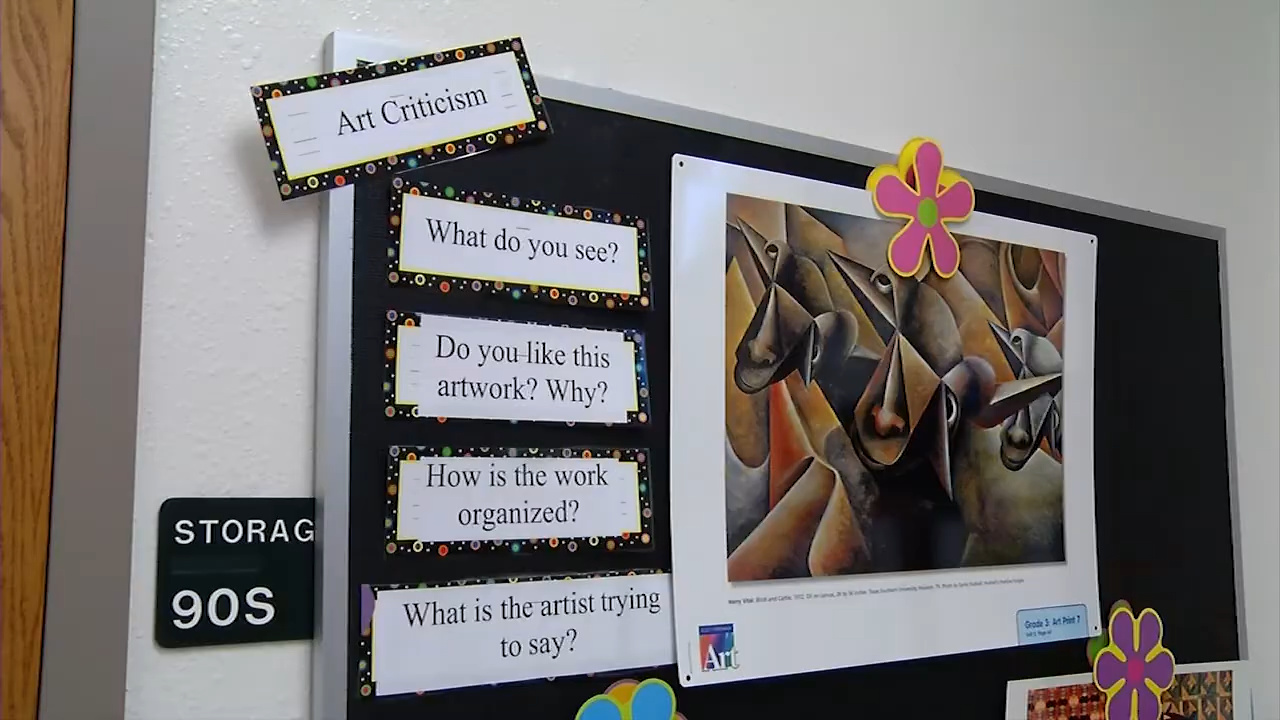 Art Criticism
What do you see?
Do you like this
artwork? Why?
How is the work
organized?
What is the artist trying
to say?
STORAG
90S
Art
Grade 3 Art Print 7